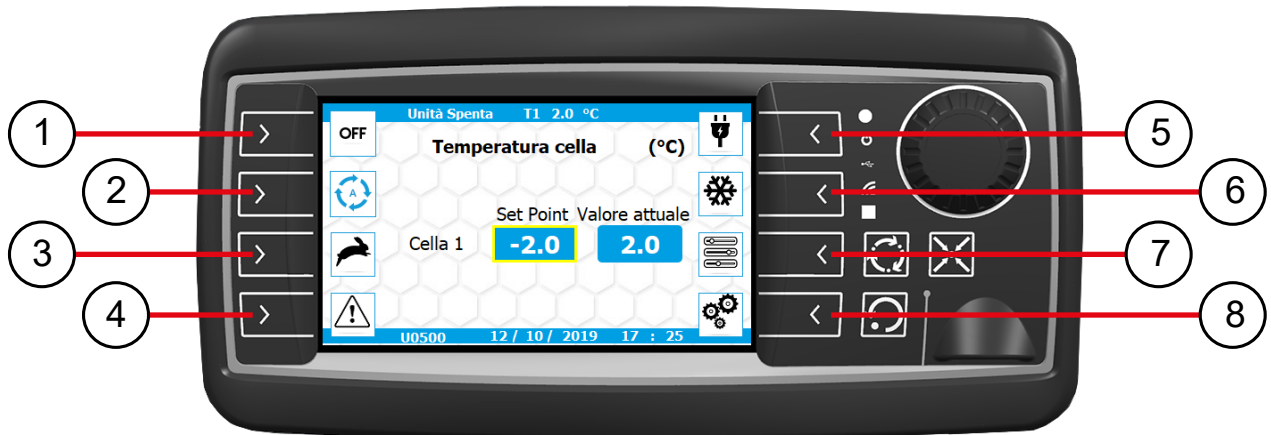 Unità Spenta T1 2.0 °C
OFF
Temperatura cella (°C)
A
Set Point Valore attuale
Cella 1 -2.0 2.0
U0500 12 / 10 / 2019 17 : 25
1
2
3
4
5
6
7
8